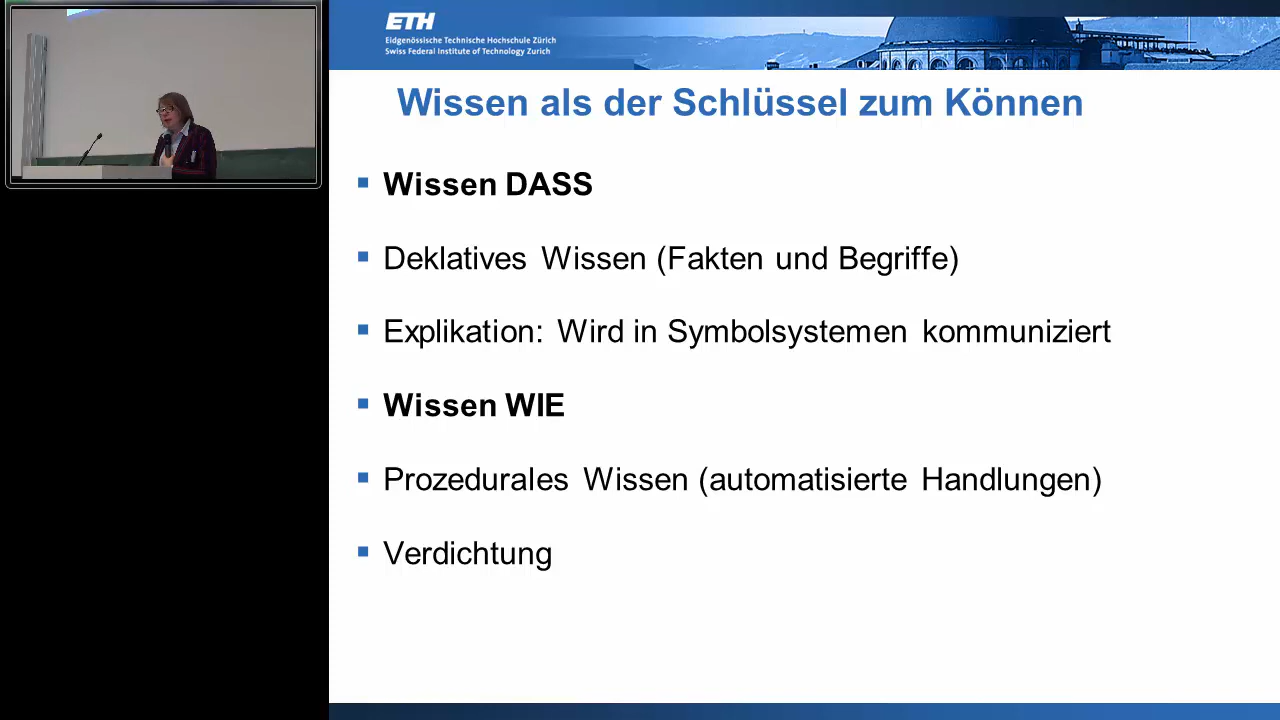 ETH
Eidgenössische Technische Hochschule Zürich
Swiss Federal Institute of Technology Zurich
Wissen als der Schlüssel zum Können
Wissen DASS
Deklatives Wissen (Fakten und Begriffe)
Explikation: Wird in Symbolsystemen kommuniziert
Wissen WIE
Prozedurales Wissen (automatisierte Handlungen)
Verdichtung